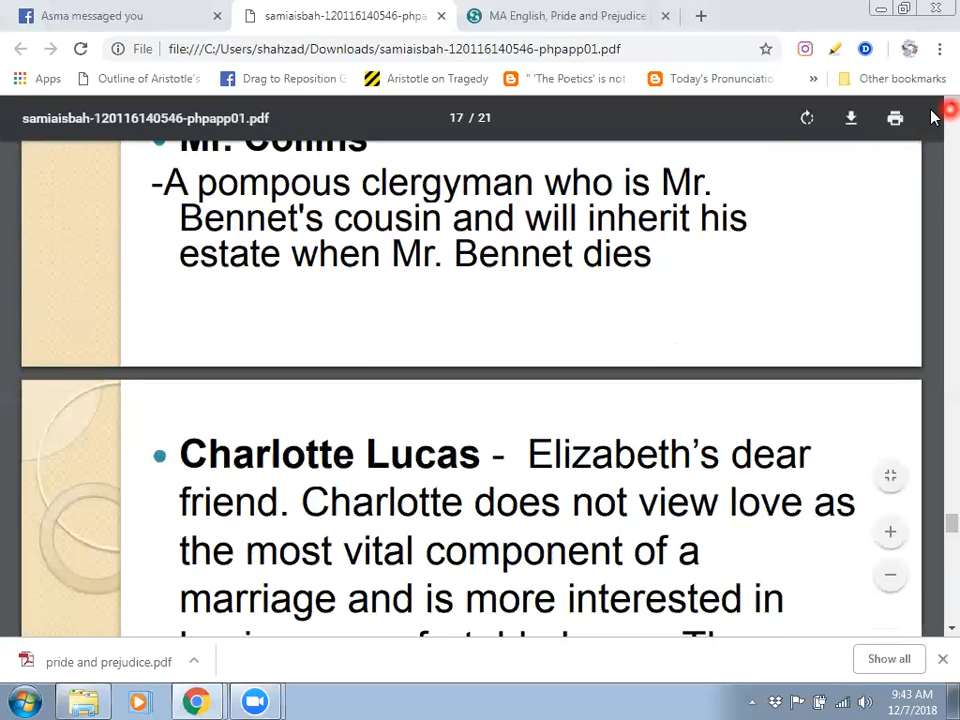 Asma messaged you
samiaisbah-120116140546-phpa
MA English, Pride and Prejudice
File
file:///C:/Users/shahzad/Downloads/samiaisbah-120116140546-phpapp01.pdf
Apps
Outline of Aristotle's
Drag to Reposition
Aristotle on Tragedy
" 'The Poetics' is not
Today's Pronunciatio
»
Other bookmarks
samiaisbah-120116140546-phpapp01.pdf
17 / 21
Mr. Collins
-A pompous clergyman who is Mr.
Bennet's cousin and will inherit his
estate when Mr. Bennet dies
• Charlotte Lucas - Elizabeth’s dear
friend. Charlotte does not view love as
the most vital component of a
marriage and is more interested in
pride and prejudice.pdf
Show all
9:43 AM
12/7/2018